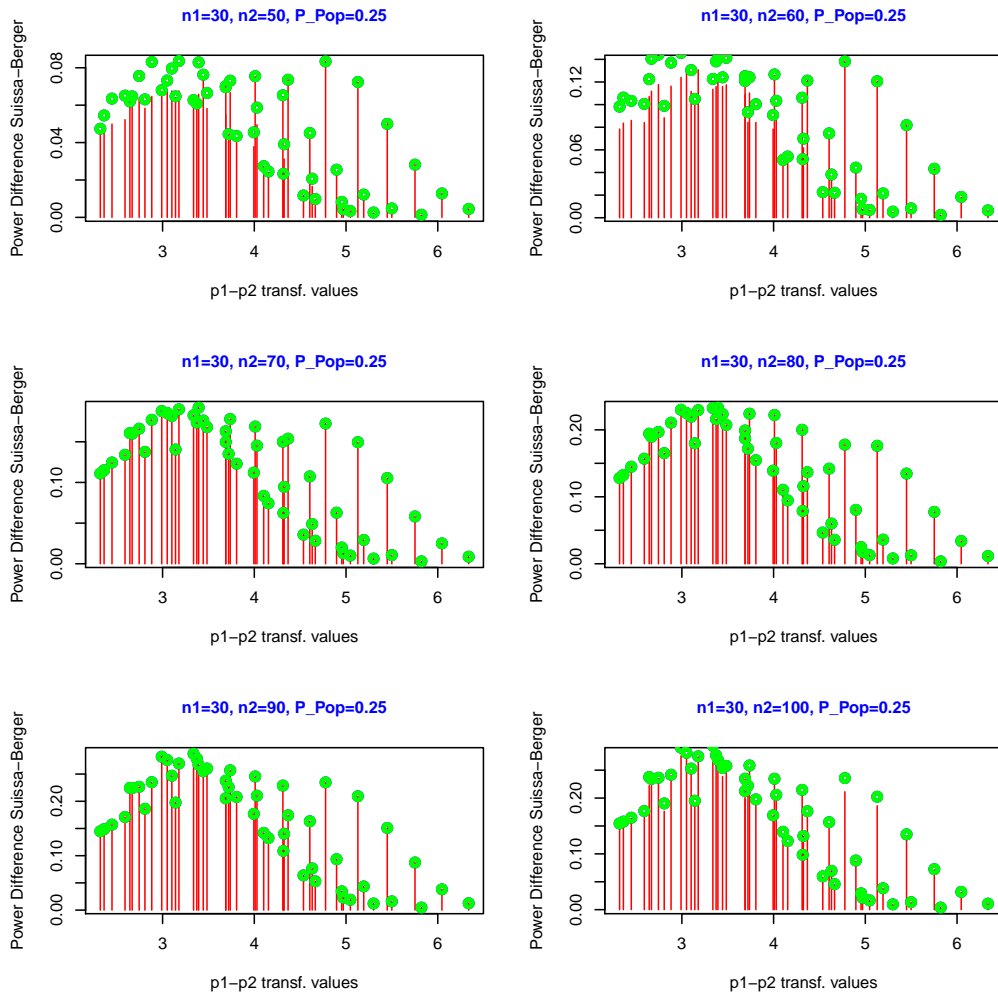 n1=30, n2=50, P_Pop=0.25
Power Difference Suissa−Berger
0.08
0.04
0.00
3 4 5 6
p1−p2 transf. values
n1=30, n2=60, P_Pop=0.25
Power Difference Suissa−Berger
0.12
0.06
0.00
3 4 5 6
p1−p2 transf. values
n1=30, n2=70, P_Pop=0.25
Power Difference Suissa−Berger
0.10
0.00
3 4 5 6
p1−p2 transf. values
n1=30, n2=80, P_Pop=0.25
Power Difference Suissa−Berger
0.20
0.10
0.00
3 4 5 6
p1−p2 transf. values
n1=30, n2=90, P_Pop=0.25
Power Difference Suissa−Berger
0.20
0.10
0.00
3 4 5 6
p1−p2 transf. values
n1=30, n2=100, P_Pop=0.25
Power Difference Suissa−Berger
0.20
0.10
0.00
3 4 5 6
p1−p2 transf. values